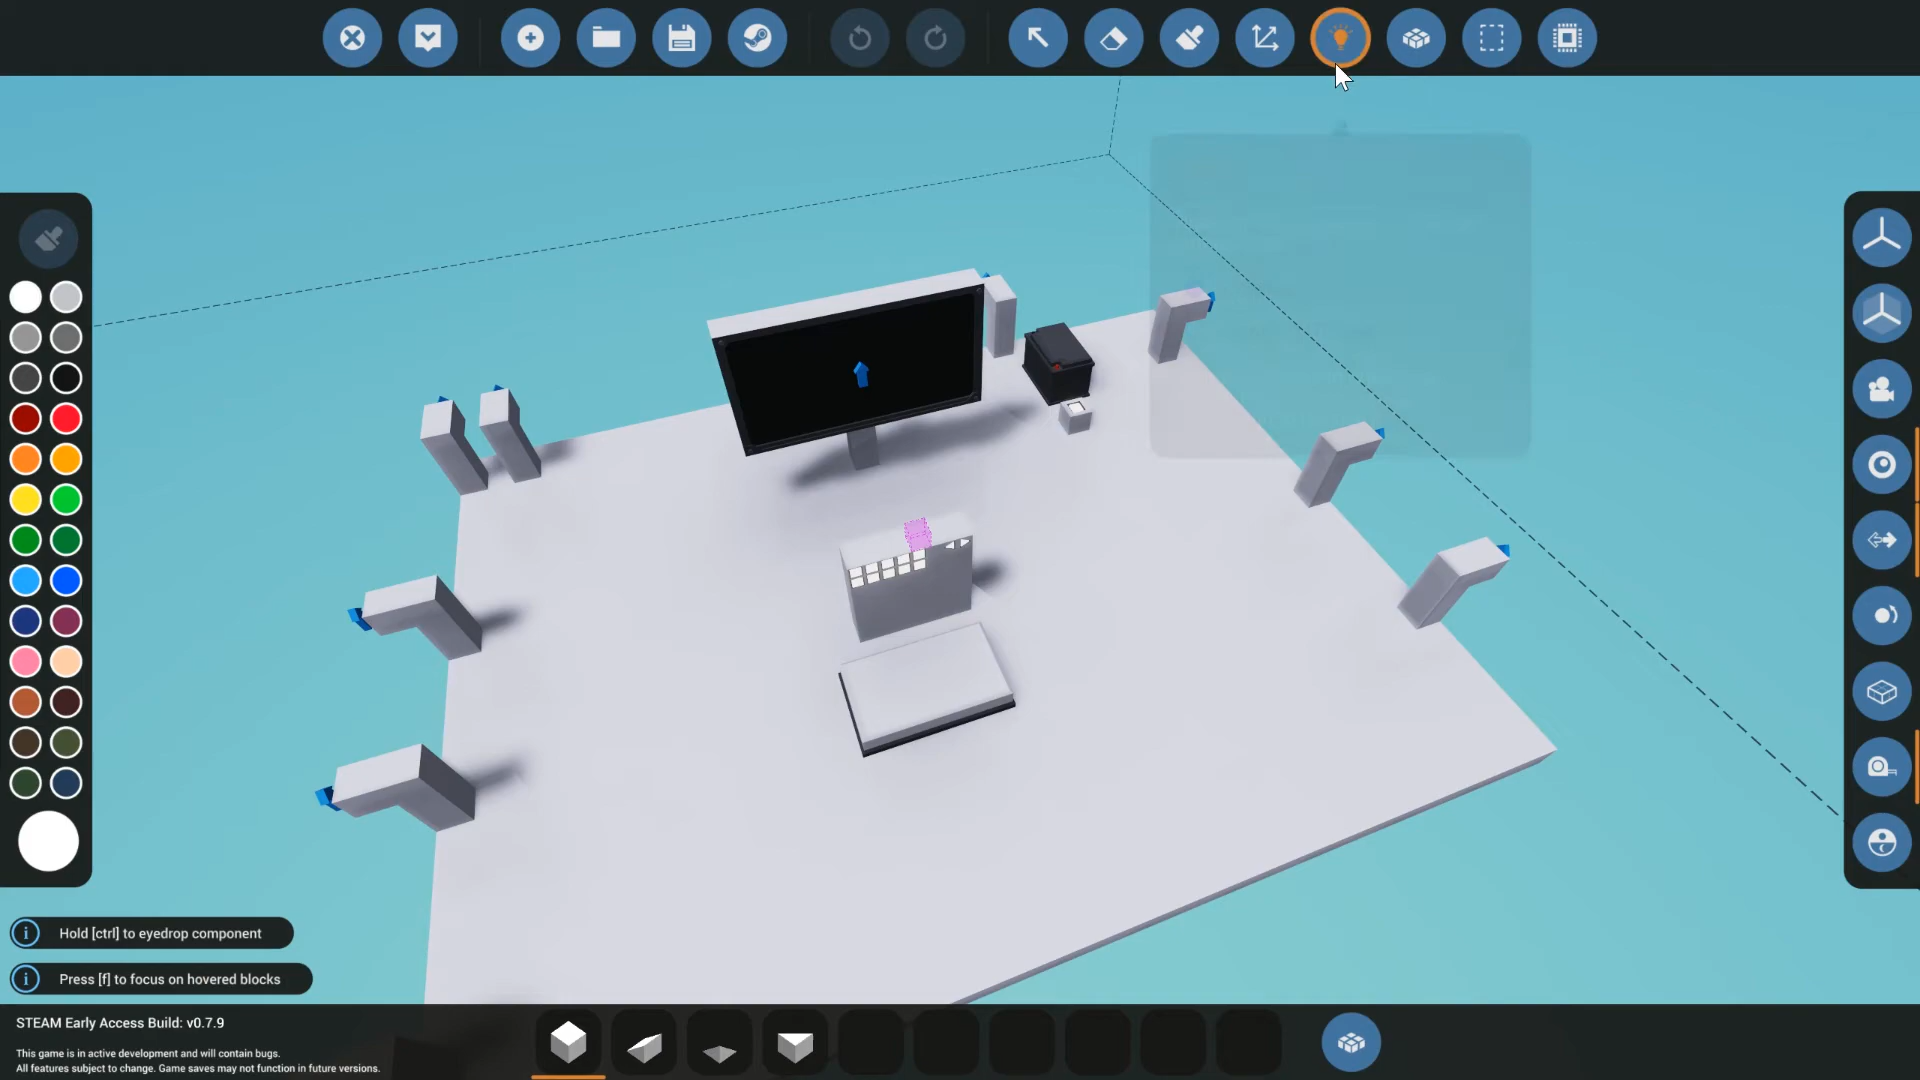 Hold [ctrl] to eyedrop component
Press [f] to focus on hovered blocks
STEAM Early Access Build: v0.7.9
This game is in active development and will contain bugs.
All features subject to change. Game saves may not function in future versions.